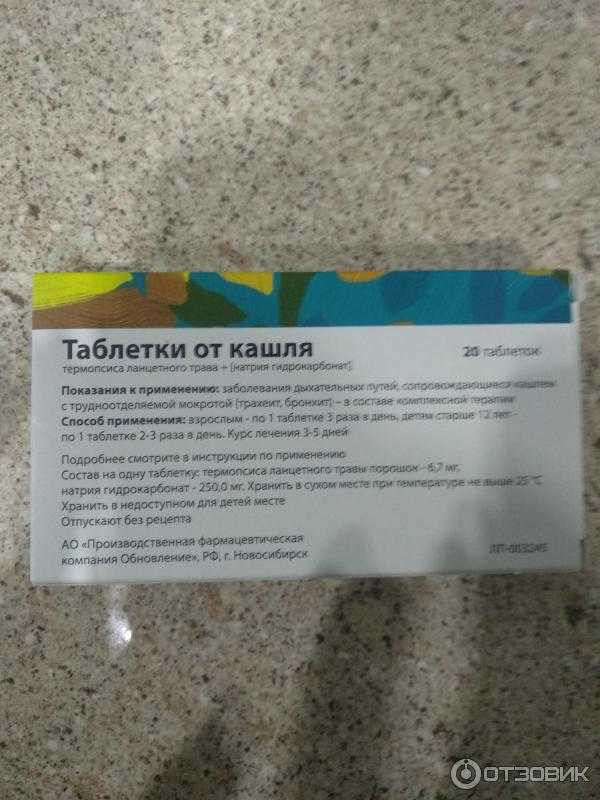 Таблетки от кашля
20 таблеток
термопсиса ланцетного трава + [натрия гидрокарбонат]
Показания к применению: заболевания дыхательных путей, сопровождающиеся кашлем
с трудноотделяемой мокротой (трахеит, бронхит) – в составе комплексной терапии
Способ применения: взрослым - по 1 таблетке 3 раза в день, детям старше 12 лет -
по 1 таблетке 2-3 раза в день. Курс лечения 3-5 дней
Подробнее смотрите в инструкции по применению
Состав на одну таблетку: термопсиса ланцетного травы порошок - 6,7 мг,
натрия гидрокарбонат - 250,0 мг. Хранить в сухом месте при температуре не выше 25 °С
Хранить в недоступном для детей месте
Отпускают без рецепта
АО «Производственная фармацевтическая
компания Обновление», РФ, г. Новосибирск
ОТЗОВИК